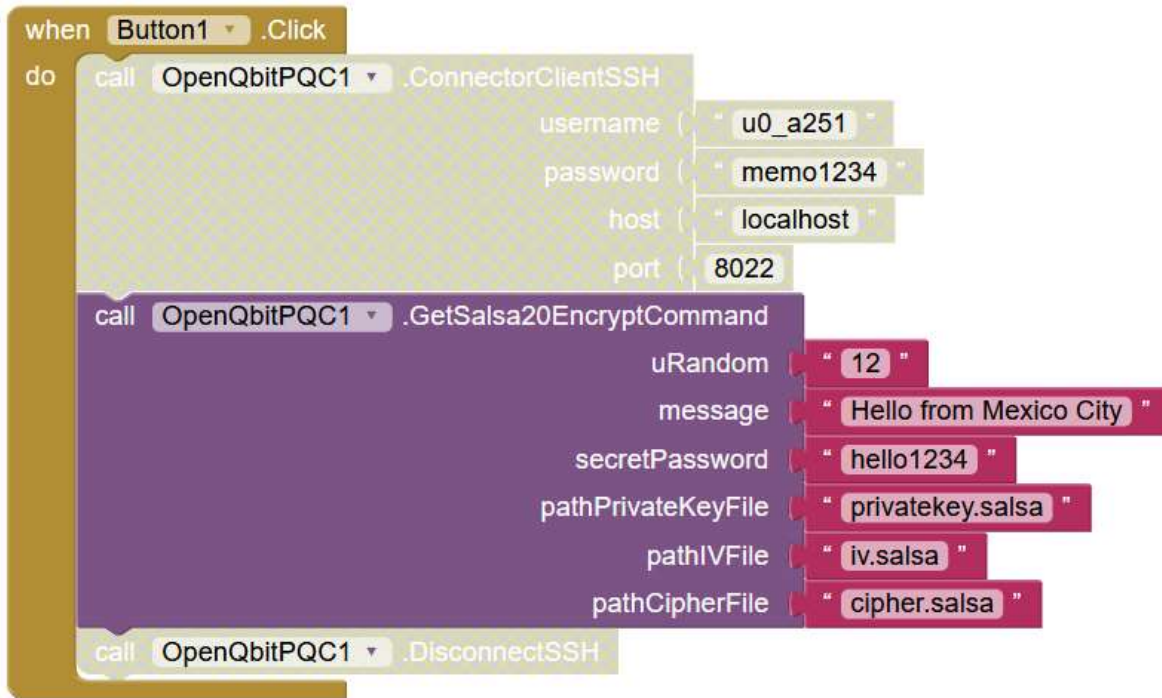 when Button1 .Click
do call OpenQbitPQC1 .ConnectorClientSSH
username " u0_a251 "
password " memo1234 "
host " localhost "
port 8022
call OpenQbitPQC1 .GetSalsa20EncryptCommand
uRandom " 12 "
message " Hello from Mexico City "
secretPassword " hello1234 "
pathPrivateKeyFile " privatekey.salsa "
pathIVFile " iv.salsa "
pathCipherFile " cipher.salsa "
call OpenQbitPQC1 .DisconnectSSH